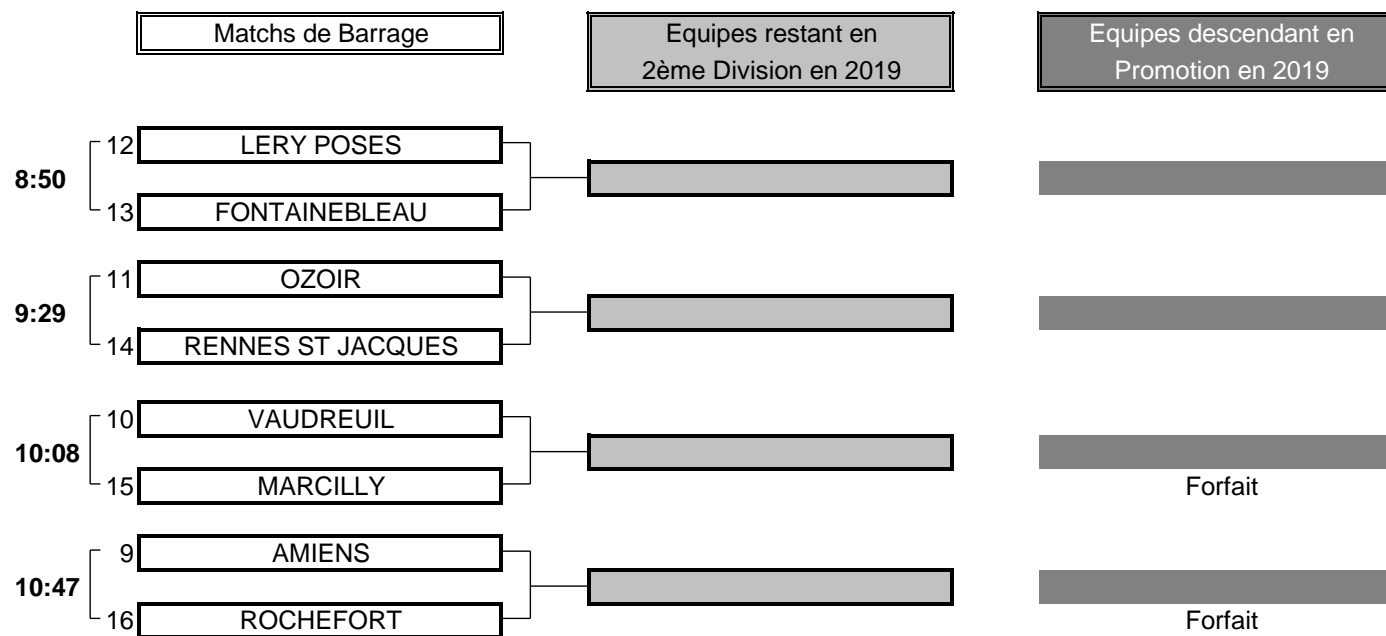 Matchs de Barrage
Equipes restant en
2ème Division en 2019
Equipes descendant en
Promotion en 2019
12 LERY POSES
8:50
13 FONTAINEBLEAU
11 OZOIR
9:29
14 RENNES ST JACQUES
10 VAUDREUIL
10:08
15 MARCILLY
Forfait
9 AMIENS
10:47
16 ROCHEFORT
Forfait